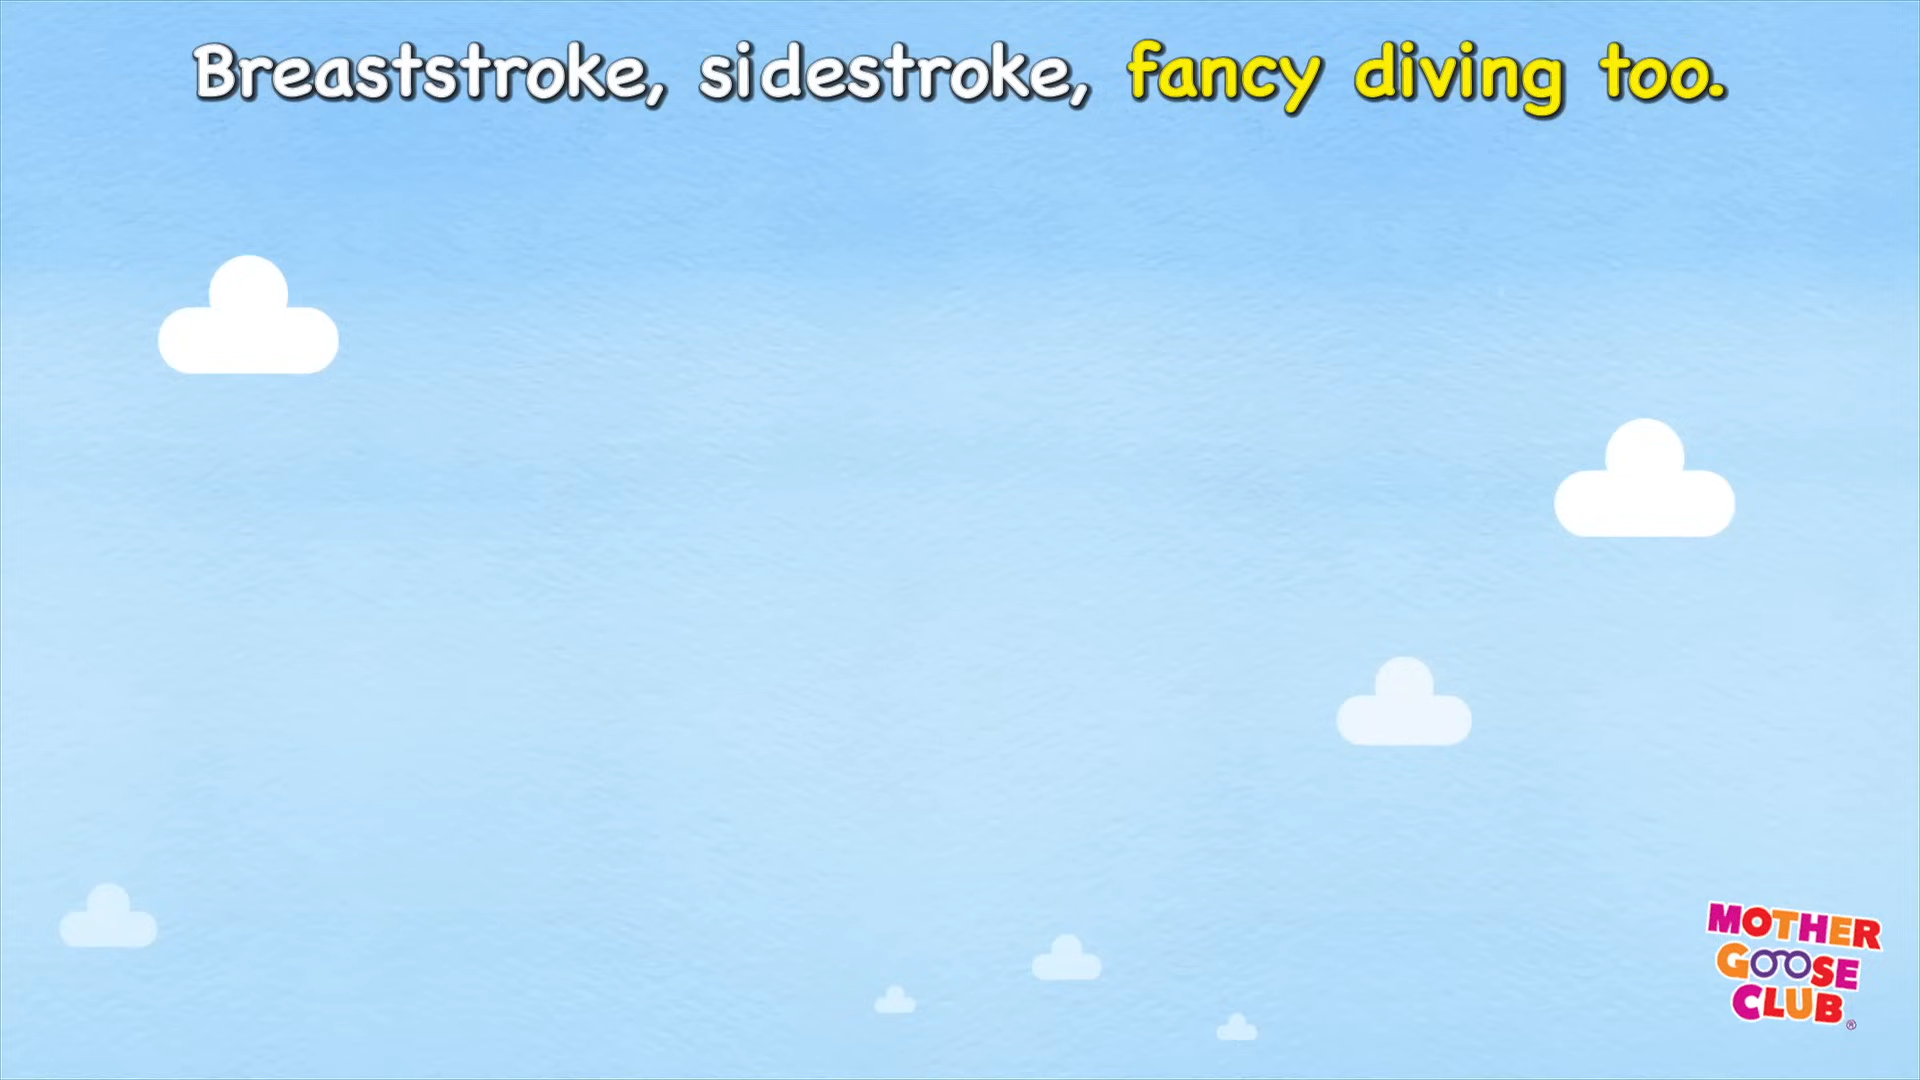 Breaststroke, sidestroke, fancy diving too.
MOTHER
GOOSE
CLUB
®